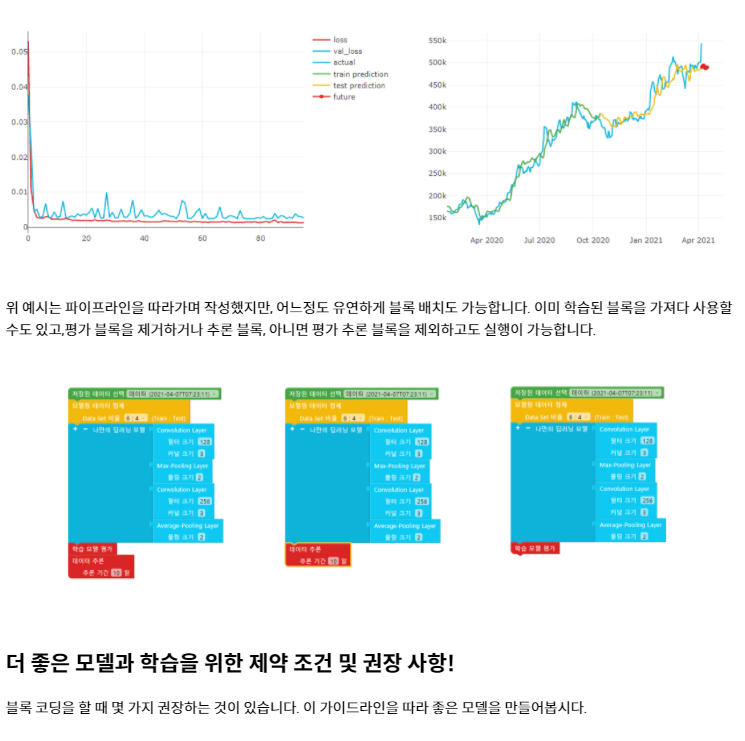 0.05
0.04
0.03
0.02
0.01
0
0
20
40
60
80
loss
val_loss
actual
train prediction
test prediction
future
550k
500k
450k
400k
350k
300k
250k
200k
150k
Apr 2020
Jul 2020
Oct 2020
Jan 2021
Apr 2021
위 예시는 파이프라인을 따라가며 작성했지만, 어느정도 유연하게 블록 배치도 가능합니다. 이미 학습된 블록을 가져다 사용할
수도 있고,평가 블록을 제거하거나 추론 블록, 아니면 평가 추론 블록을 제외하고도 실행이 가능합니다.
저장된 데이터 선택 데이터 (2021-04-07T07:23:11)
모델링 데이터 정제
Data Set 비율 6 : 4 (Train : Test)
+ − 나만의 딥러닝 모델
Convolution Layer
필터 크기 128
커널 크기 3
Max-Pooling Layer
풀링 크기 2
Convolution Layer
필터 크기 256
커널 크기 3
Average-Pooling Layer
풀링 크기 2
학습 모델 평가
데이터 추론
추론 기간 10 일
저장된 데이터 선택 데이터 (2021-04-07T07:23:11)
모델링 데이터 정제
Data Set 비율 6 : 4 (Train : Test)
+ − 나만의 딥러닝 모델
Convolution Layer
필터 크기 128
커널 크기 3
Max-Pooling Layer
풀링 크기 2
Convolution Layer
필터 크기 256
커널 크기 3
Average-Pooling Layer
풀링 크기 2
데이터 추론
추론 기간 10 일
저장된 데이터 선택 데이터 (2021-04-07T07:23:11)
모델링 데이터 정제
Data Set 비율 6 : 4 (Train : Test)
+ − 나만의 딥러닝 모델
Convolution Layer
필터 크기 128
커널 크기 3
Max-Pooling Layer
풀링 크기 2
Convolution Layer
필터 크기 256
커널 크기 3
Average-Pooling Layer
풀링 크기 2
학습 모델 평가
더 좋은 모델과 학습을 위한 제약 조건 및 권장 사항!
블록 코딩을 할 때 몇 가지 권장하는 것이 있습니다. 이 가이드라인을 따라 좋은 모델을 만들어봅시다.